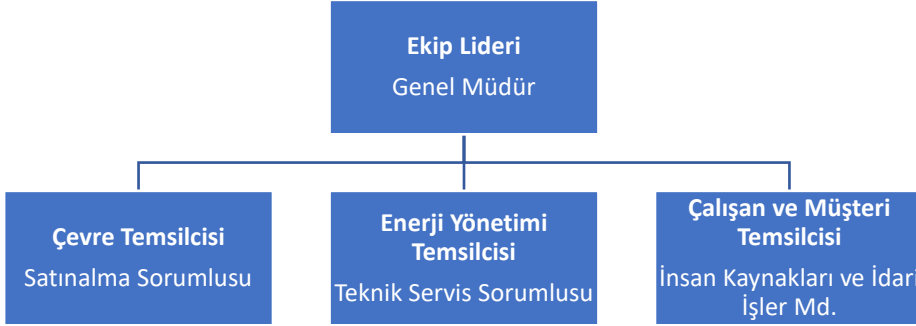 Ekip Lideri
Genel Müdür
Çevre Temsilcisi
Satınalma Sorumlusu
Enerji Yönetimi
Temsilcisi
Teknik Servis Sorumlusu
Çalışan ve Müşteri
Temsilcisi
İnsan Kaynakları ve İdari
İşler Md.